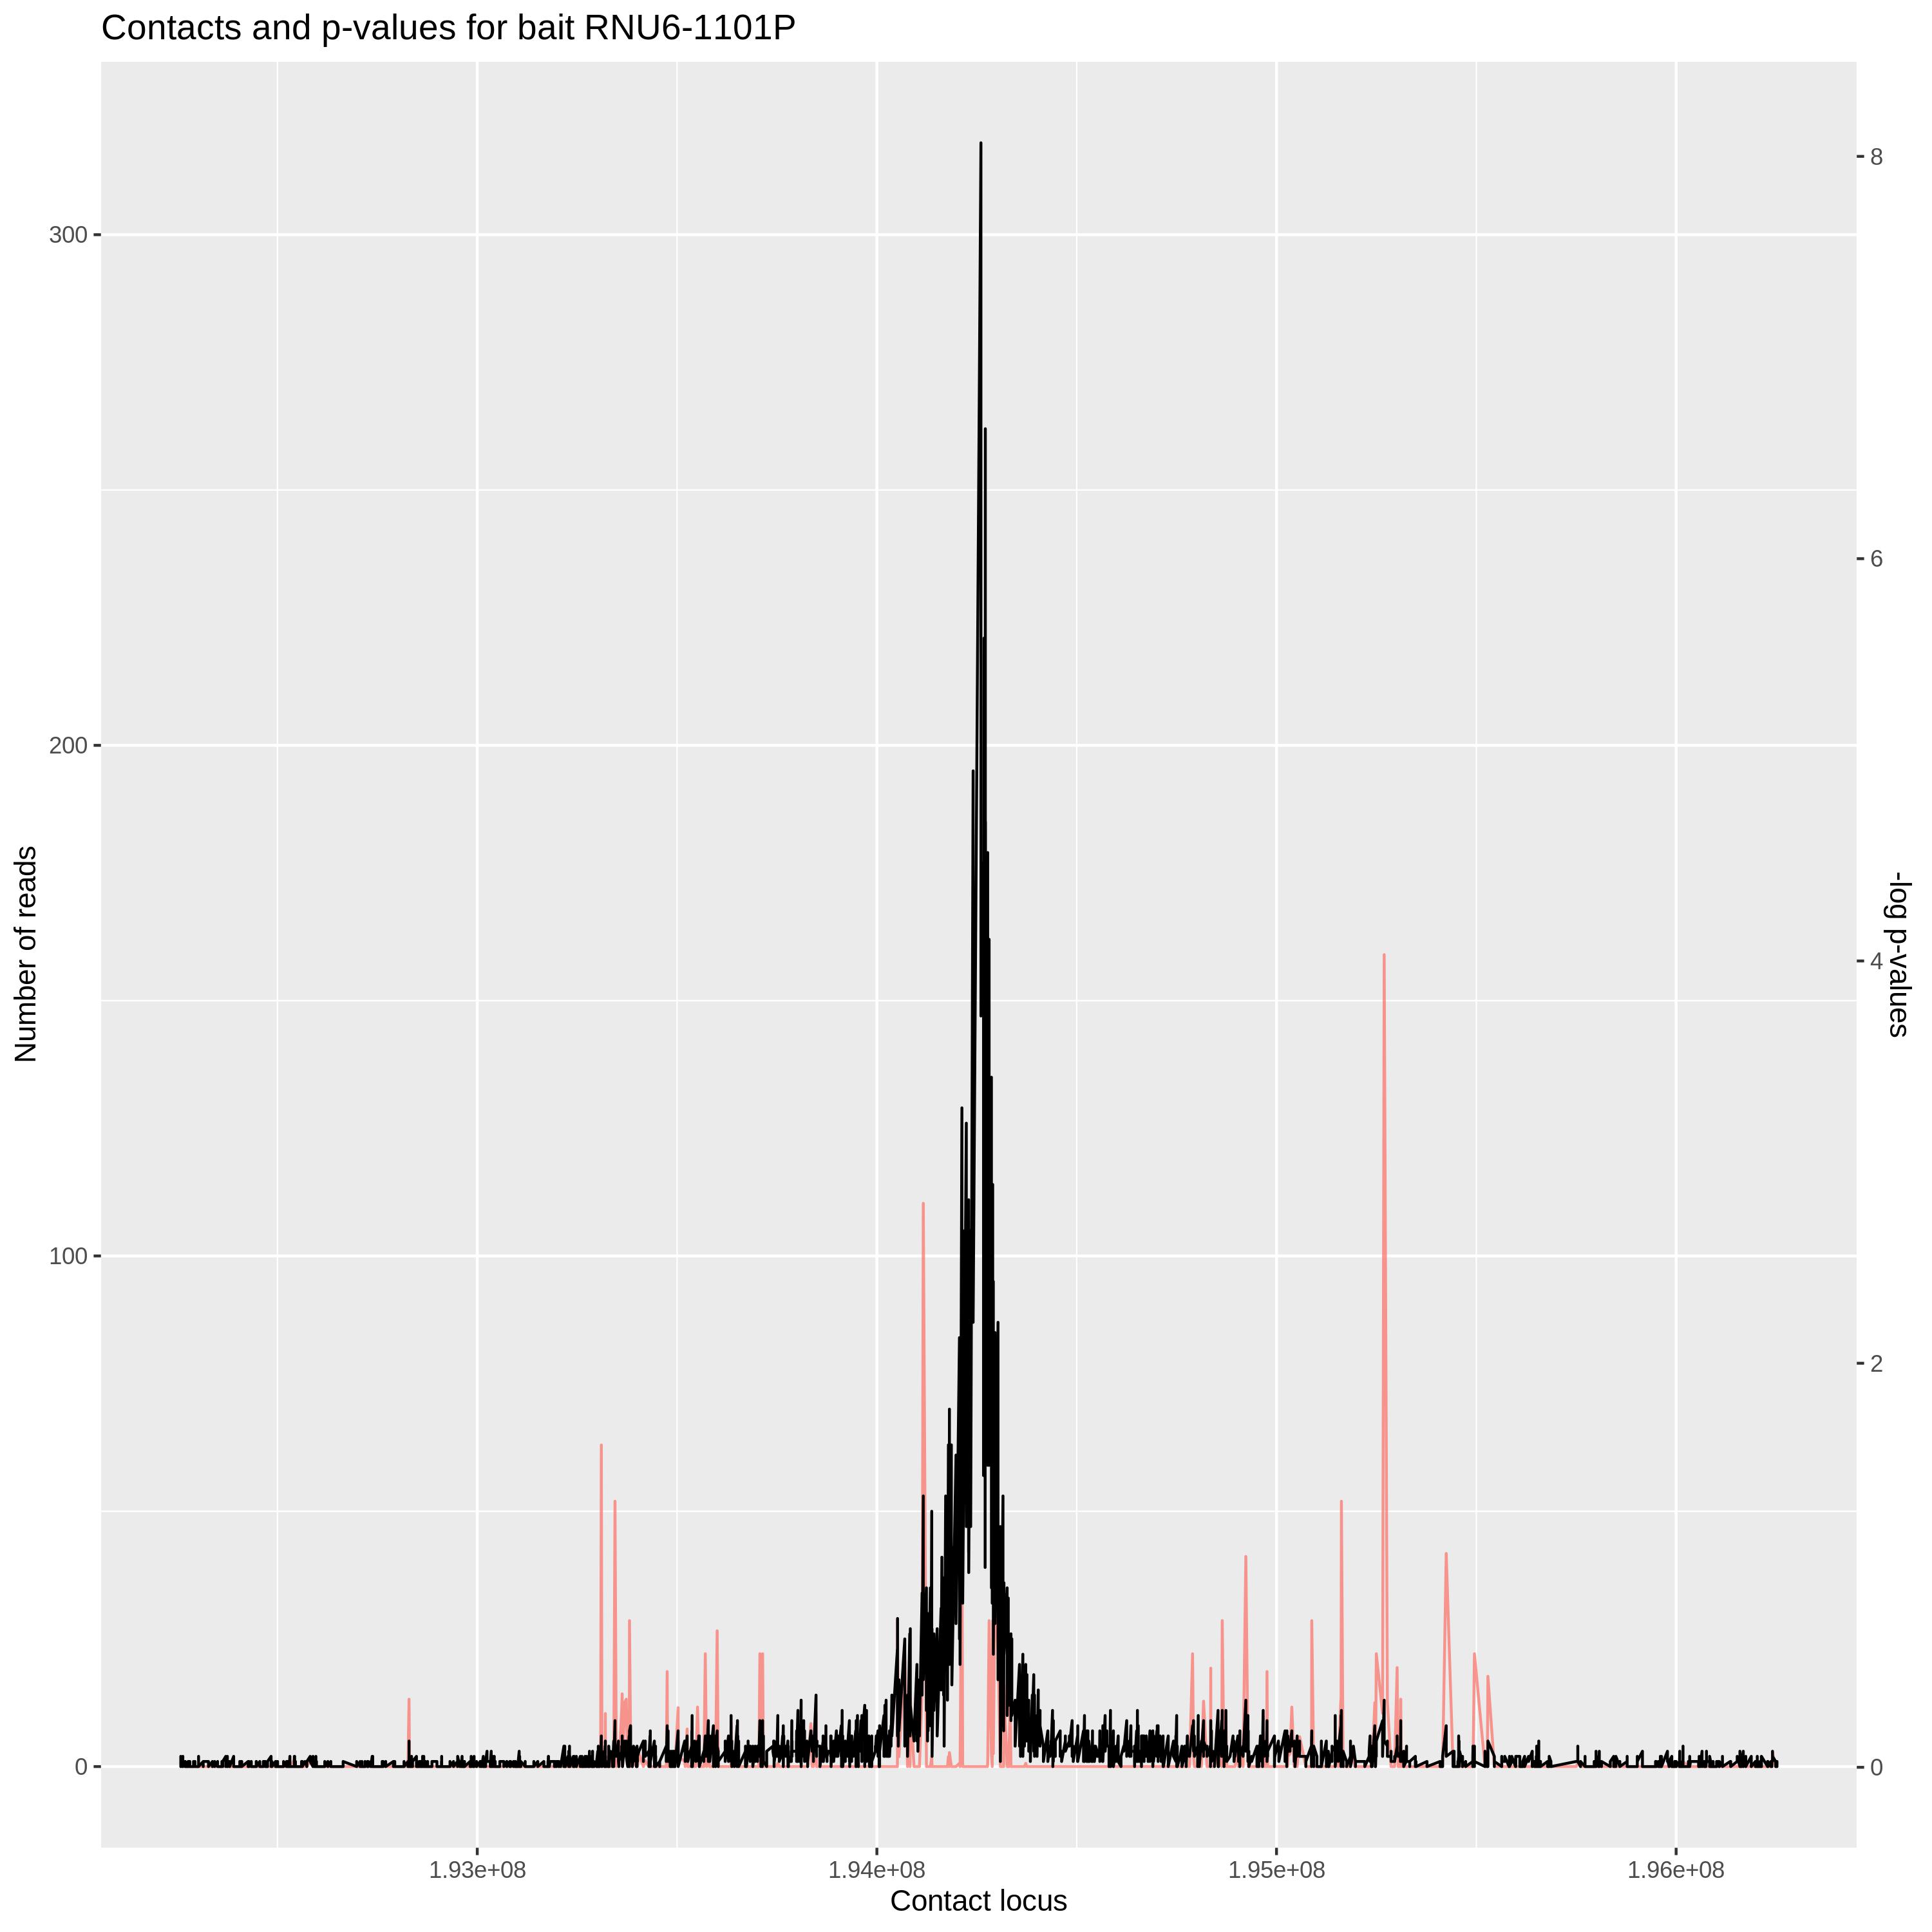 Contacts and p-values for bait RNU6-1101P
300
200
100
0
Number of reads
8
6
4
2
0
-log p-values
1.93e+08
1.94e+08
1.95e+08
1.96e+08
Contact locus